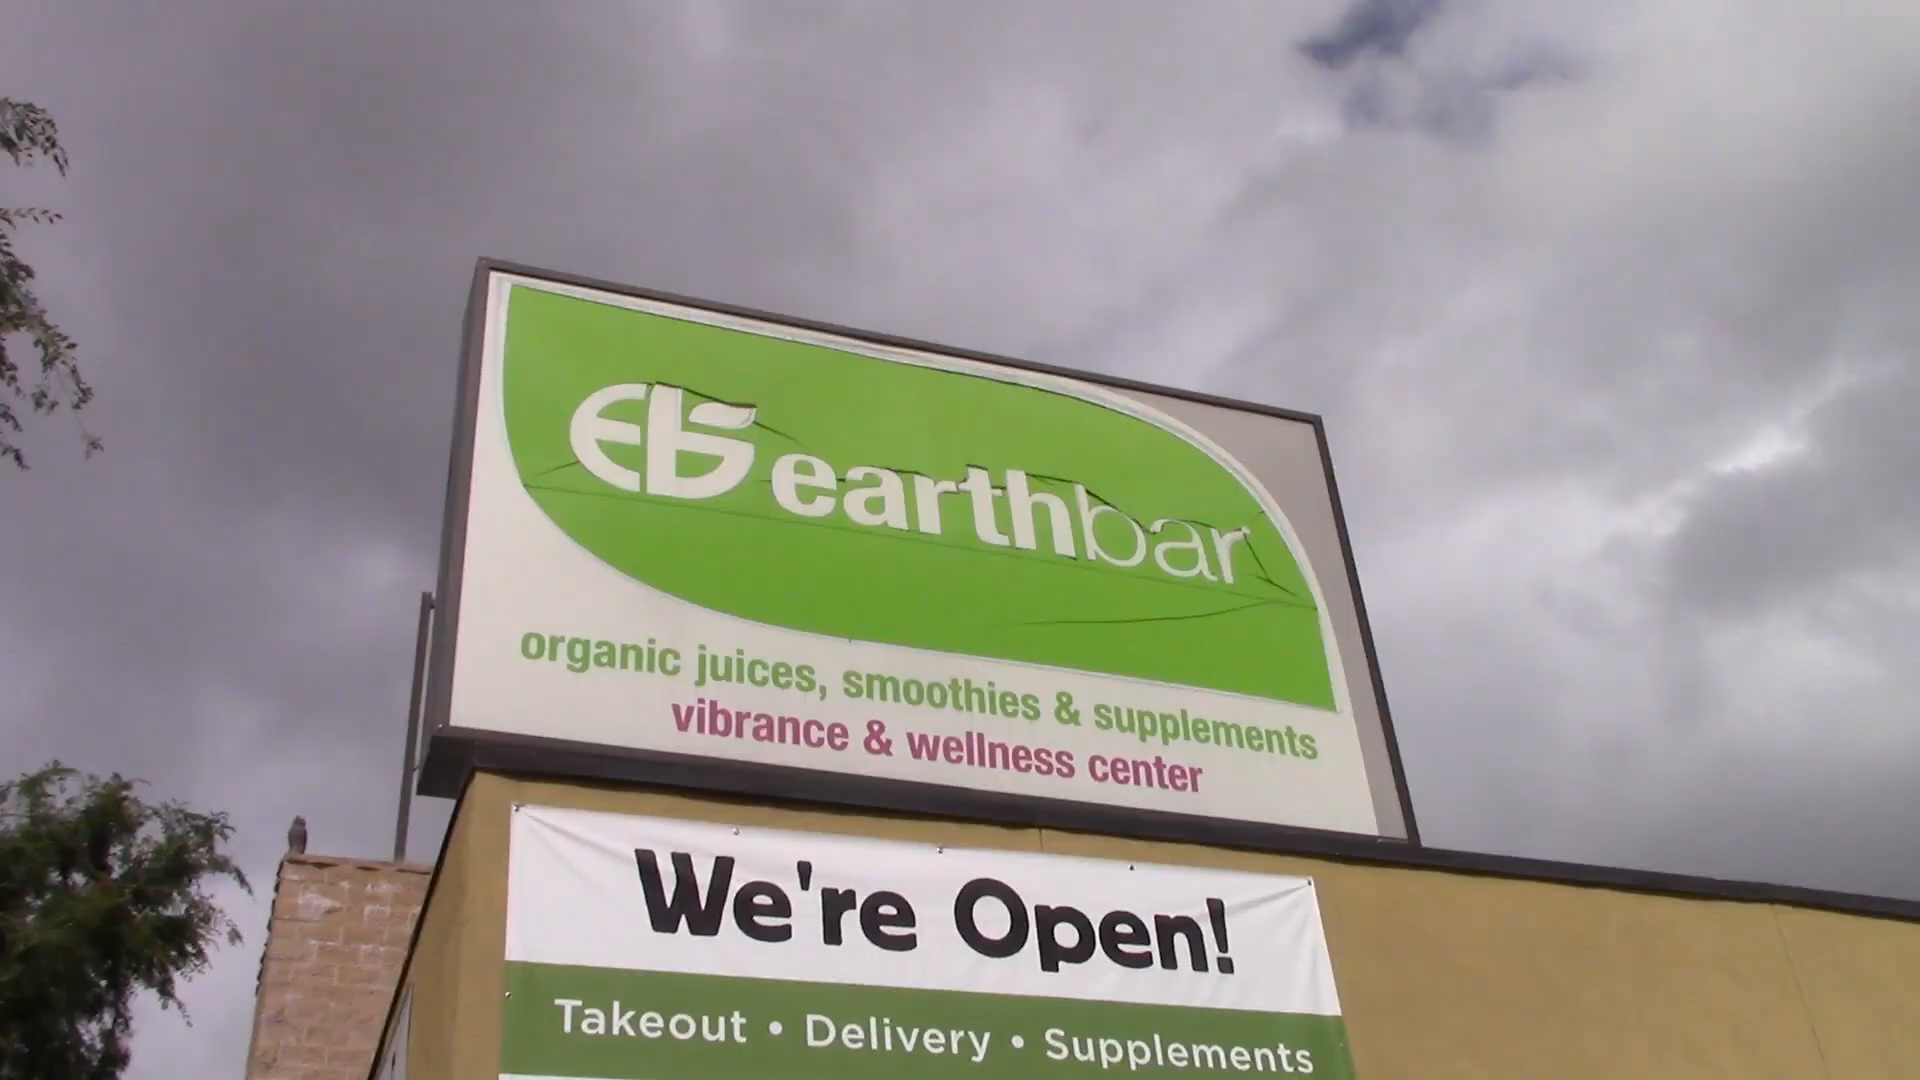 Eb earthbar
organic juices, smoothies & supplements
vibrance & wellness center
We're Open!
Takeout • Delivery • Supplements